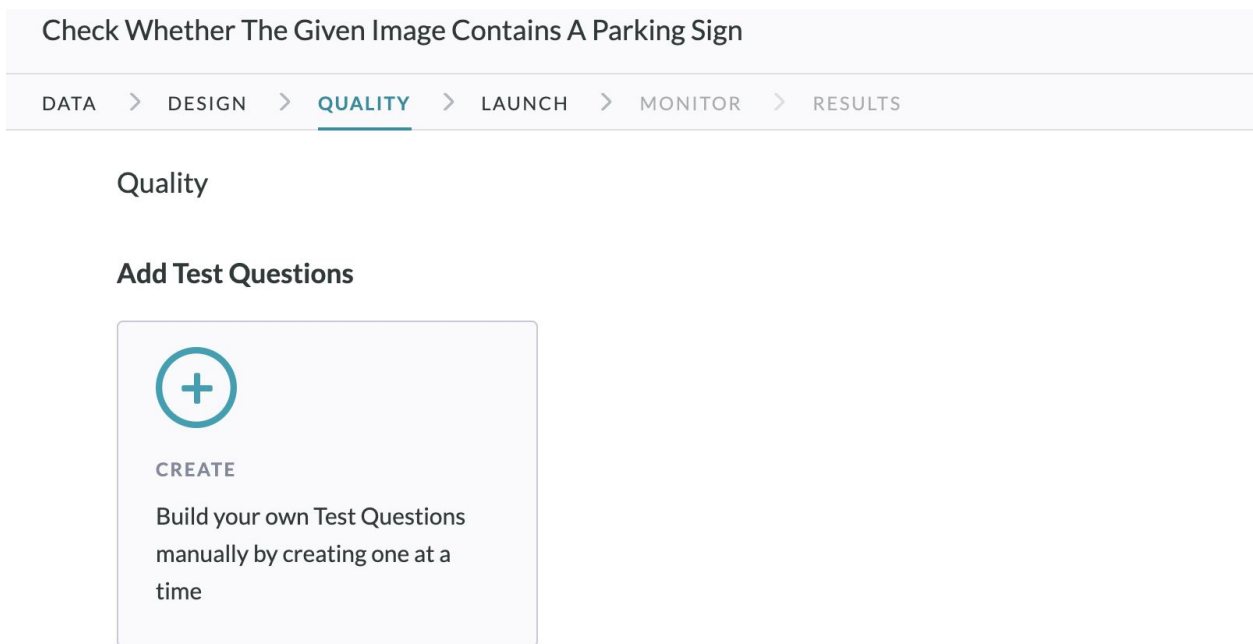 Check Whether The Given Image Contains A Parking Sign
DATA > DESIGN > QUALITY > LAUNCH > MONITOR > RESULTS
Quality
Add Test Questions
CREATE
Build your own Test Questions
manually by creating one at a
time